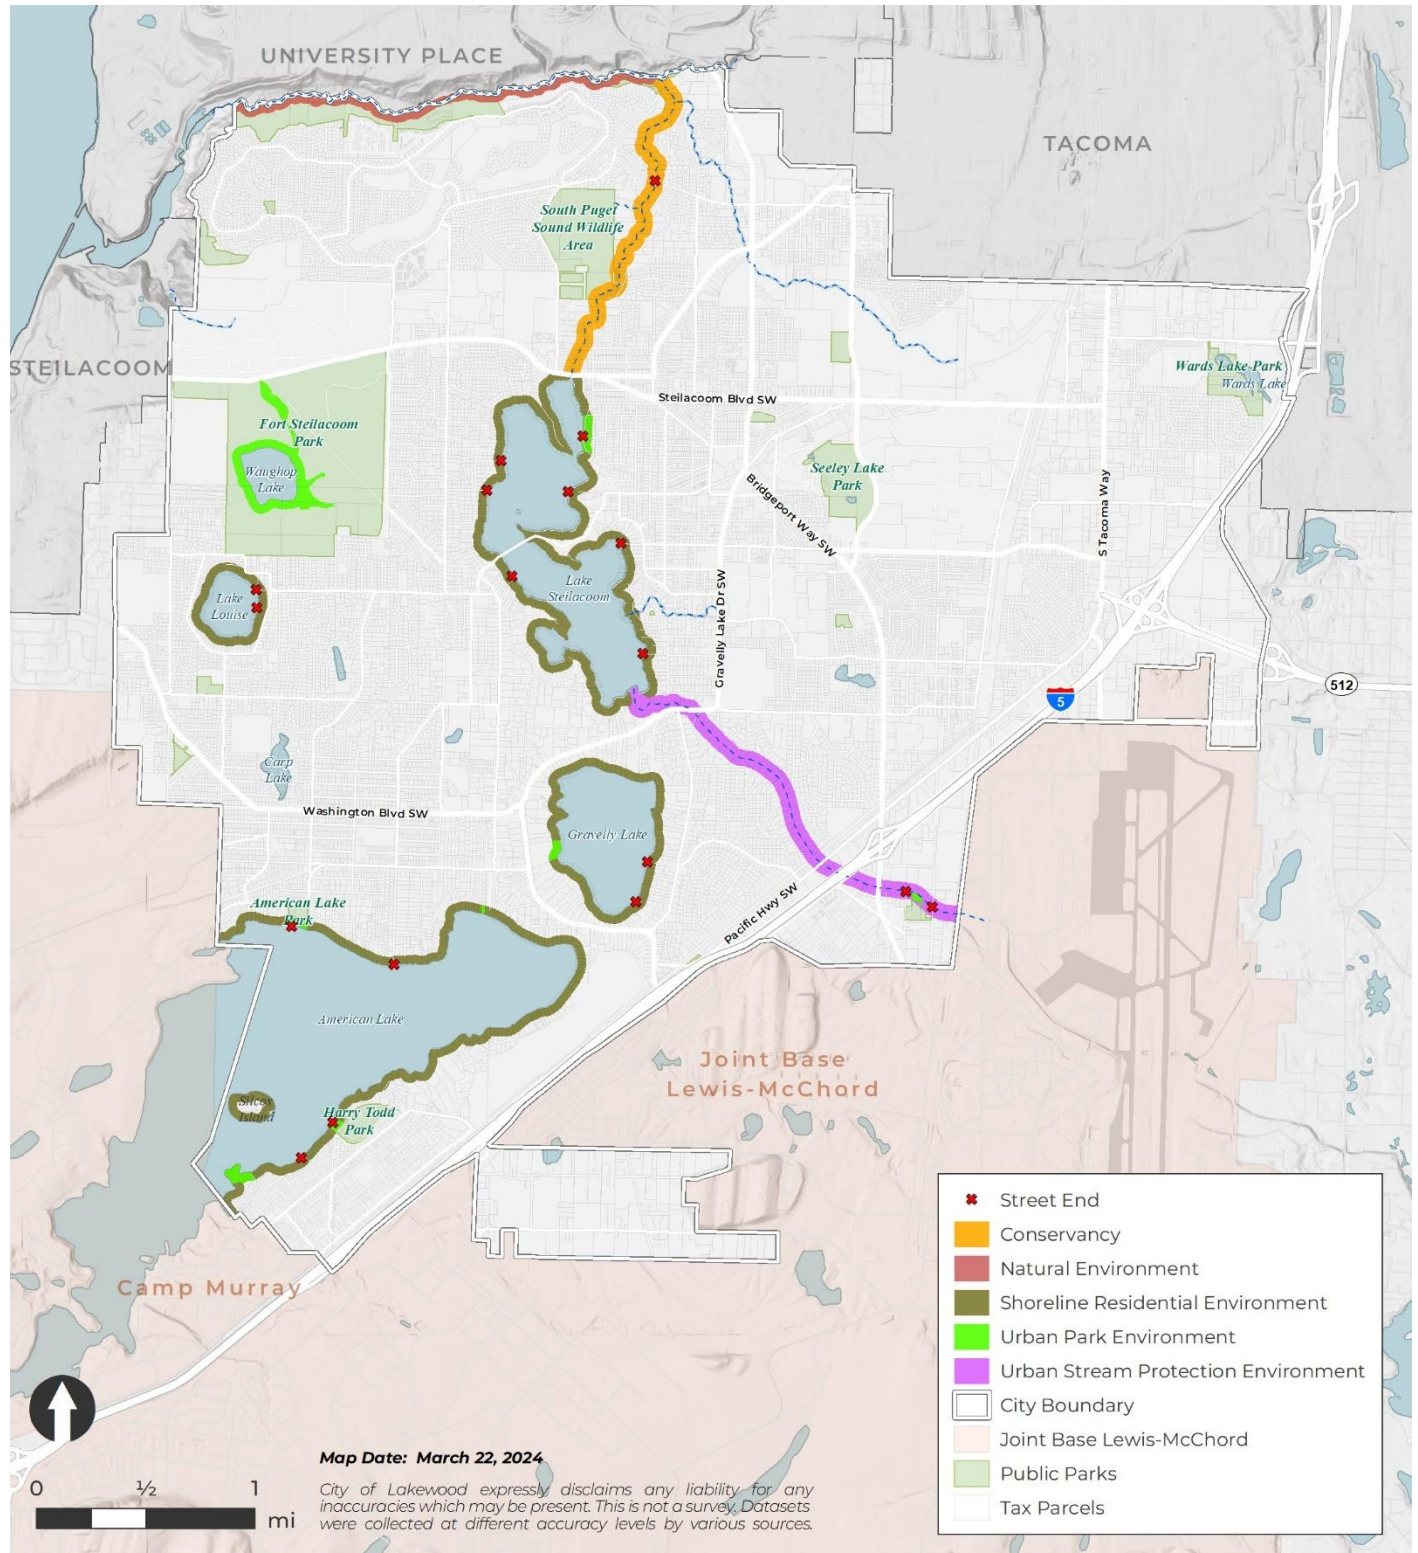 UNIVERSITY PLACE
TACOMA
South Puget
Sound Wildlife
Area
STEILACOOM
Wards Lake Park
Wards Lake
Steilacoom Blvd SW
Fort Steilacoom
Park
Waughop
Lake
Seeley Lake
Park
Bridgeport Way SW
S Tacoma Way
Lake
Steilacoom
Lake
Louise
Gravelly Lake Dr SW
512
5
Carp
Lake
Washington Blvd SW
Gravelly Lake
Pacific Hwy SW
American Lake
Park
American Lake
Joint Base
Lewis-McChord
Silcox
Island
Harry Todd
Park
Camp Murray
Street End
Conservancy
Natural Environment
Shoreline Residential Environment
Urban Park Environment
Urban Stream Protection Environment
City Boundary
Joint Base Lewis-McChord
Public Parks
Tax Parcels
Map Date: March 22, 2024
City of Lakewood expressly disclaims any liability for any
inaccuracies which may be present. This is not a survey. Datasets
were collected at different accuracy levels by various sources.
0 ½ 1
mi